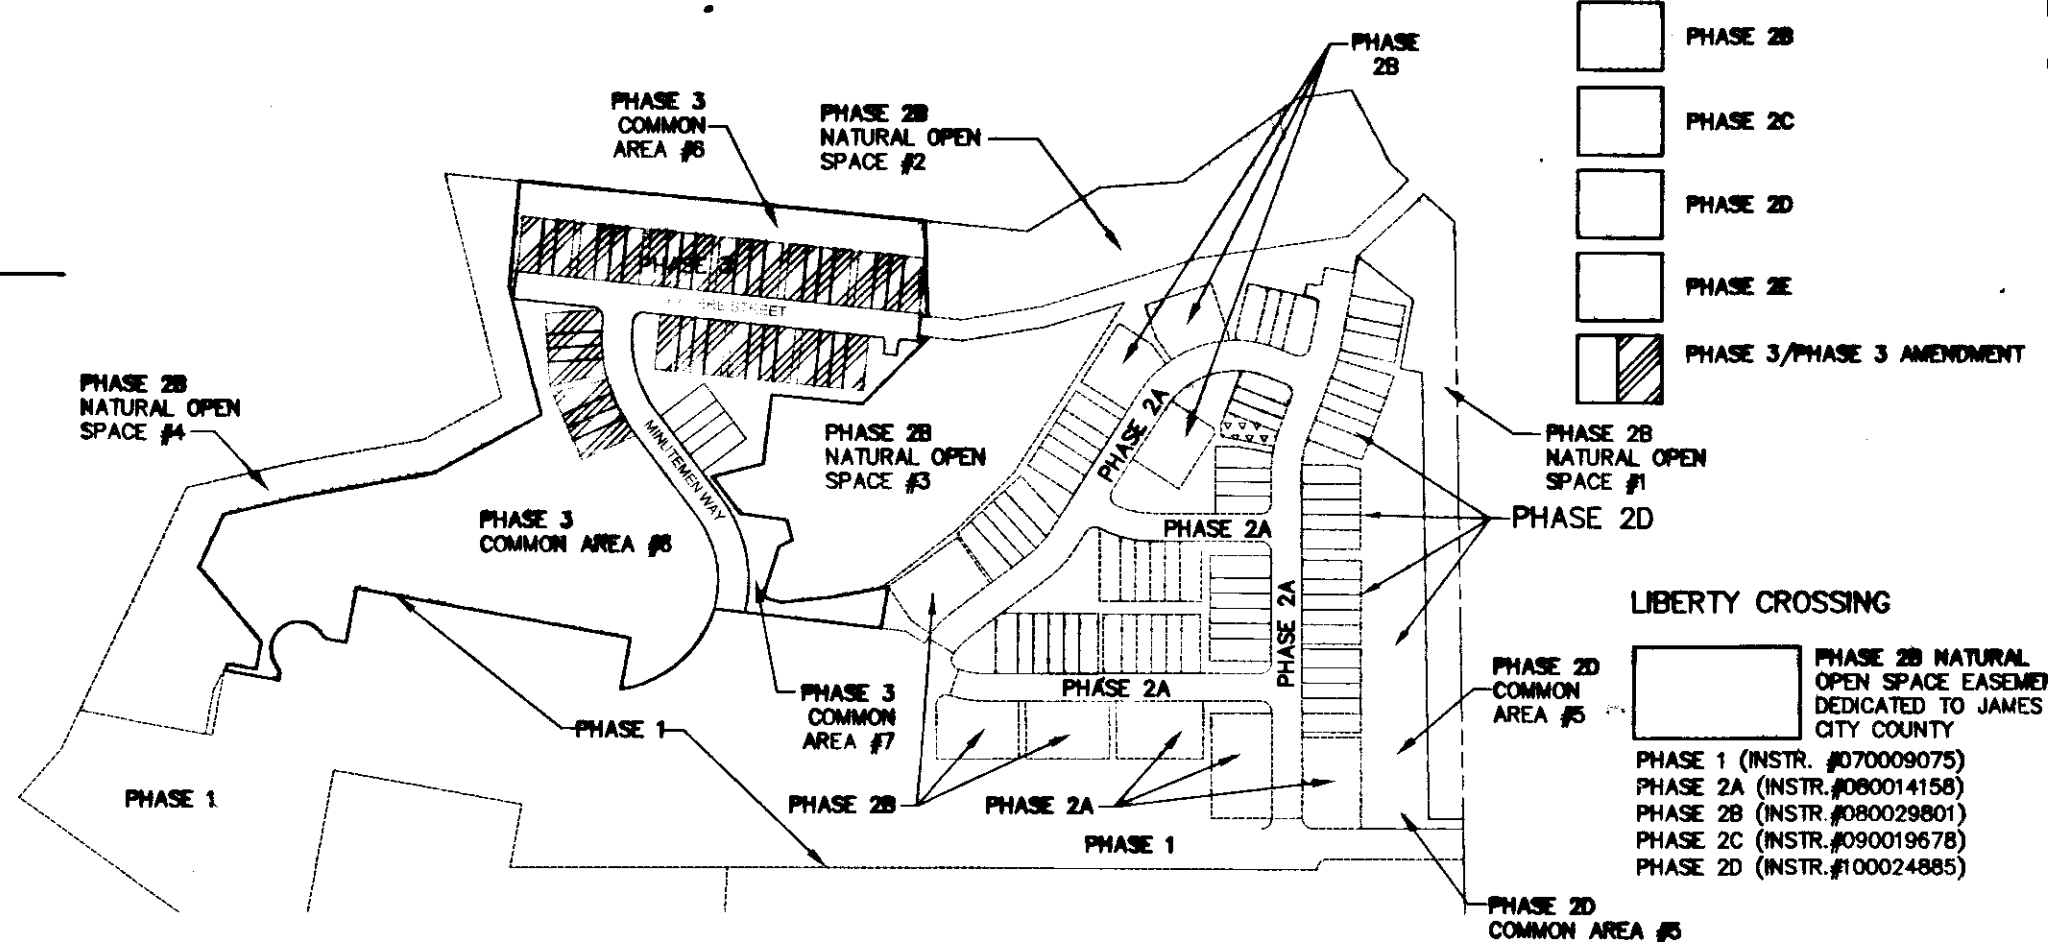 PHASE
2B
PHASE 3
COMMON
AREA #6
PHASE 2B
NATURAL OPEN
SPACE #2
PHASE 2B
PHASE 2C
PHASE 2D
PHASE 2E
PHASE 3/PHASE 3 AMENDMENT
STREET
PHASE 2B
NATURAL OPEN
SPACE #4
MINUTEMEN WAY
PHASE 2B
NATURAL OPEN
SPACE #3
PHASE 2A
PHASE 2B
NATURAL OPEN
SPACE #1
PHASE 2D
PHASE 3
COMMON AREA
PHASE 2A
PHASE 2A
PHASE 2A
LIBERTY CROSSING
PHASE 2B NATURAL
OPEN SPACE EASEMEN
DEDICATED TO JAMES
CITY COUNTY
PHASE 2D
COMMON
AREA #5
PHASE 3
COMMON
AREA #7
PHASE 1
PHASE 1
PHASE 2B
PHASE 2A
PHASE 1
PHASE 1 (INSTR. #070009075)
PHASE 2A (INSTR.#080014158)
PHASE 2B (INSTR.#080029801)
PHASE 2C (INSTR.#090019678)
PHASE 2D (INSTR.#100024885)
PHASE 2D
COMMON AREA #5